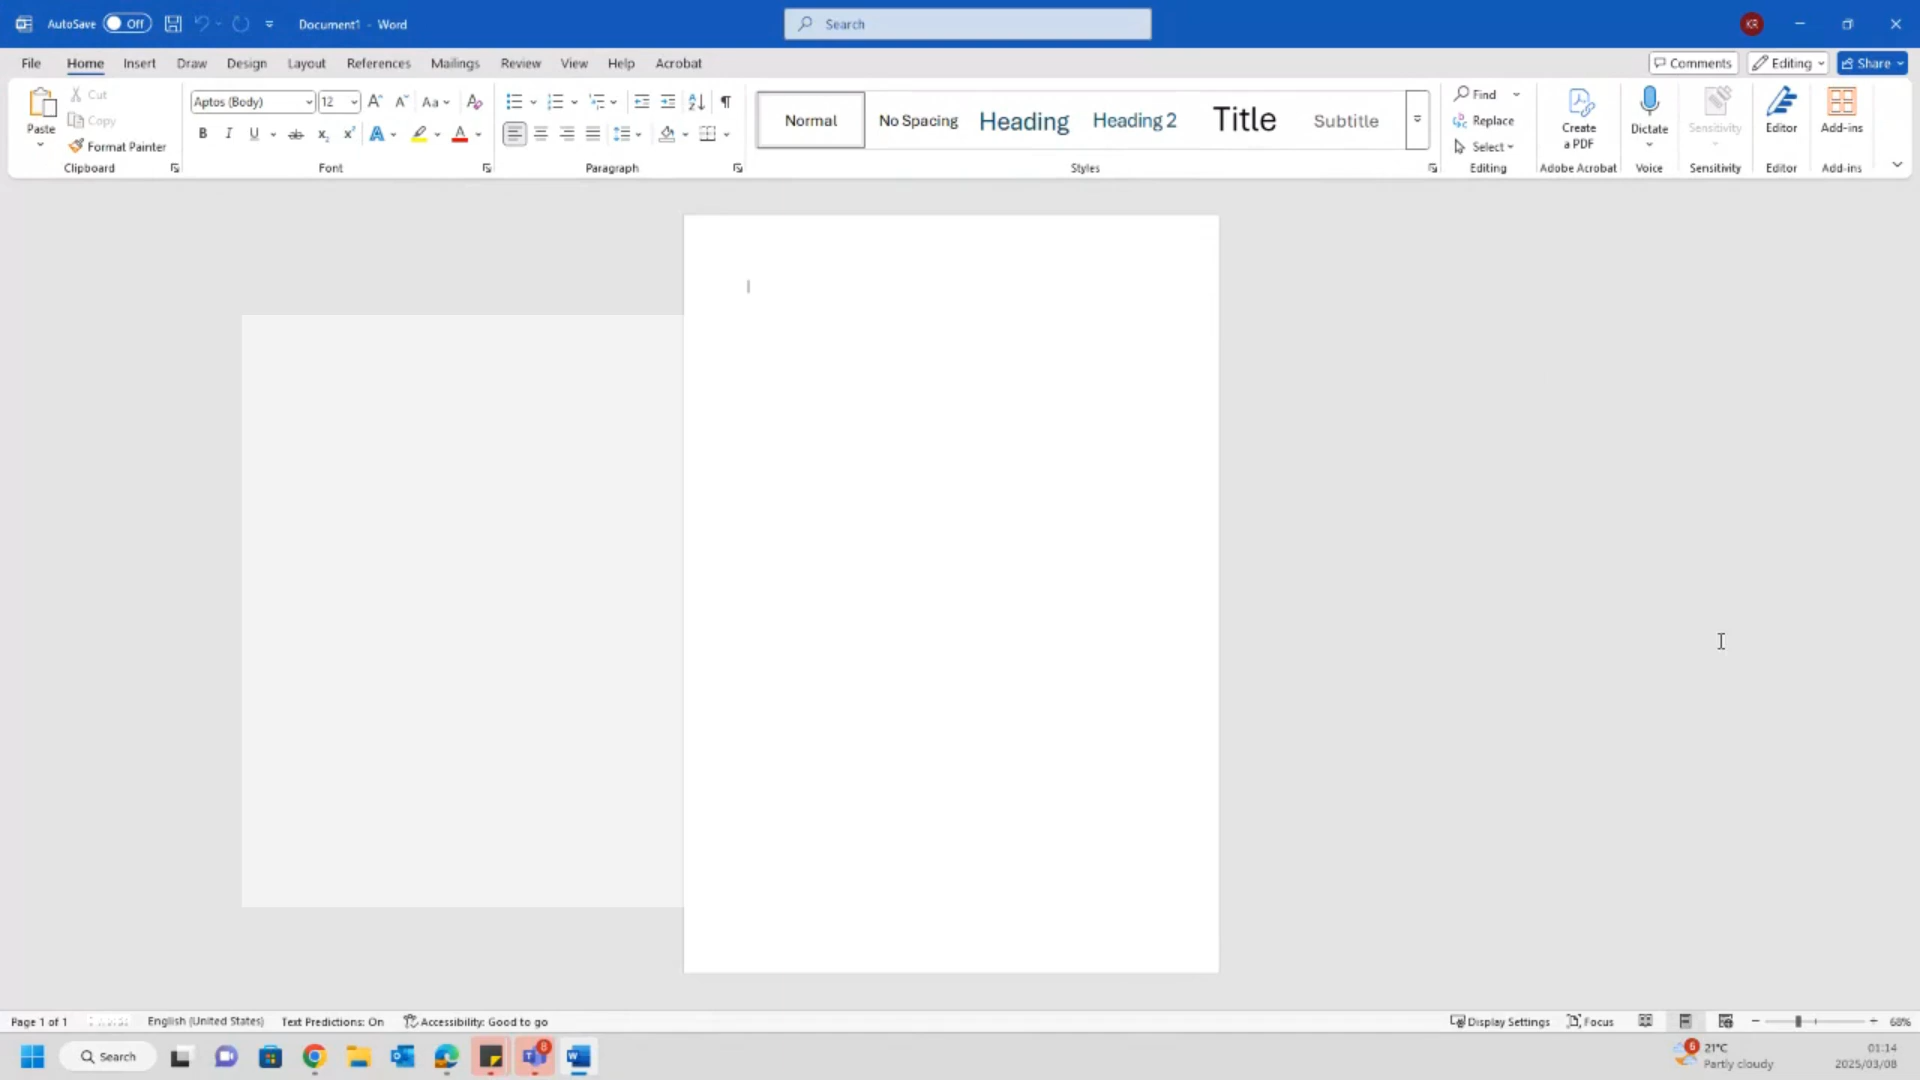 AutoSave Off Document1 - Word Search KR
File Home Insert Draw Design Layout References Mailings Review View Help Acrobat Comments Editing Share
Paste Cut Copy Format Painter Clipboard
Aptos (Body) 12 Aa B I U ab x x A A Font
Paragraph
Normal No Spacing Heading Heading 2 Title Subtitle Styles
Find Replace Select Editing
Create a PDF Adobe Acrobat
Dictate Voice
Sensitivity Sensitivity
Editor Editor
Add-ins Add-ins
Page 1 of 1 English (United States) Text Predictions: On Accessibility: Good to go Display Settings Focus 68%
Search 8 21°C Partly cloudy 01:14 2025/03/08